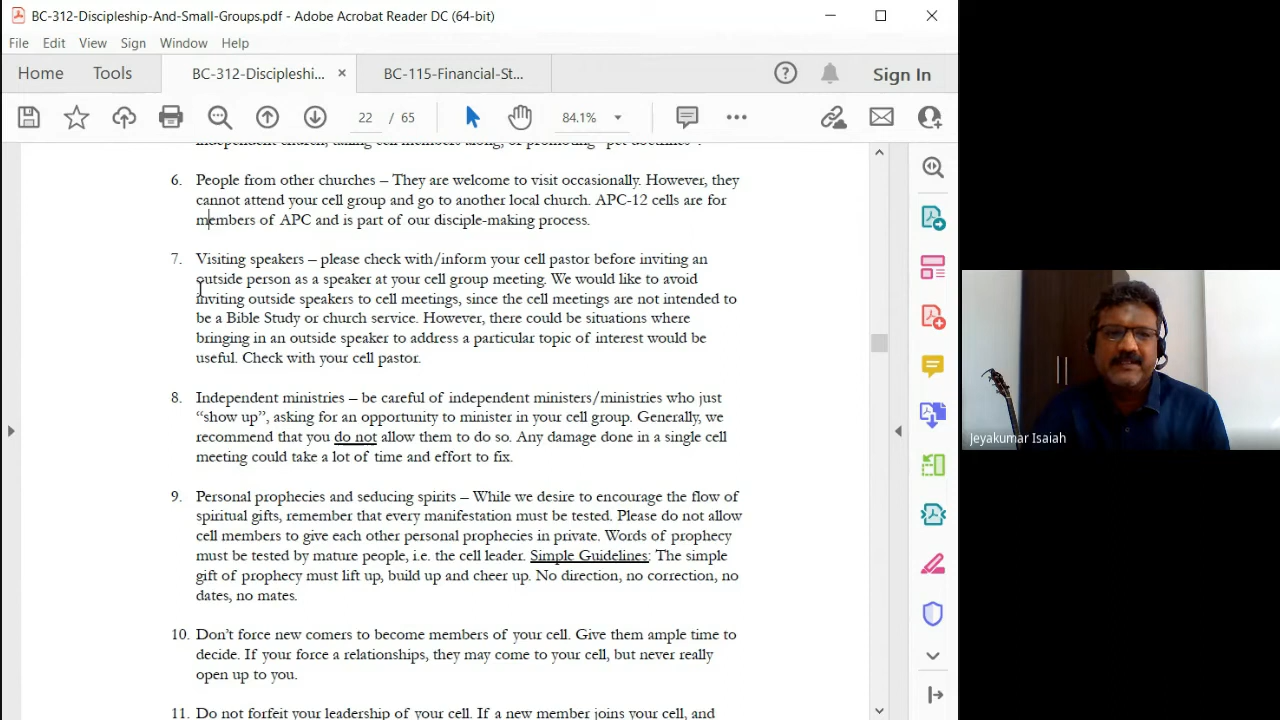 BC-312-Discipleship-And-Small-Groups.pdf - Adobe Acrobat Reader DC (64-bit)
File Edit View Sign Window Help
Home Tools BC-312-Discipleshi... × BC-115-Financial-St... Sign In
22 / 65 84.1%
independent church, taking cell members along, or promoting "pet doctrines".
6. People from other churches – They are welcome to visit occasionally. However, they
cannot attend your cell group and go to another local church. APC-12 cells are for
members of APC and is part of our disciple-making process.
7. Visiting speakers – please check with/inform your cell pastor before inviting an
outside person as a speaker at your cell group meeting. We would like to avoid
inviting outside speakers to cell meetings, since the cell meetings are not intended to
be a Bible Study or church service. However, there could be situations where
bringing in an outside speaker to address a particular topic of interest would be
useful. Check with your cell pastor.
8. Independent ministries – be careful of independent ministers/ministries who just
“show up”, asking for an opportunity to minister in your cell group. Generally, we
recommend that you do not allow them to do so. Any damage done in a single cell
meeting could take a lot of time and effort to fix.
9. Personal prophecies and seducing spirits – While we desire to encourage the flow of
spiritual gifts, remember that every manifestation must be tested. Please do not allow
cell members to give each other personal prophecies in private. Words of prophecy
must be tested by mature people, i.e. the cell leader. Simple Guidelines: The simple
gift of prophecy must lift up, build up and cheer up. No direction, no correction, no
dates, no mates.
10. Don’t force new comers to become members of your cell. Give them ample time to
decide. If your force a relationships, they may come to your cell, but never really
open up to you.
11. Do not forfeit your leadership of your cell. If a new member joins your cell, and
Jeyakumar Isaiah